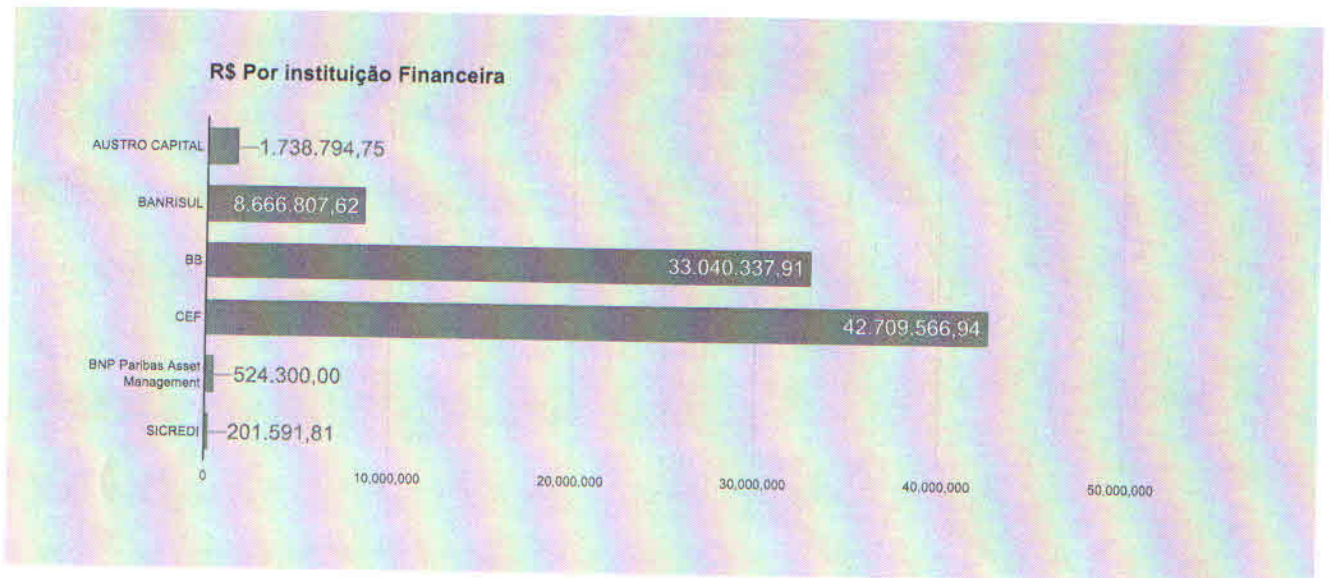 R$ Por instituição Financeira
AUSTRO CAPITAL
1.738.794,75
BANRISUL
8.666.807,62
BB
33.040.337,91
CEF
42.709.566,94
BNP Paribas Asset
Management
524.300,00
SICREDI
201.591,81
0
10,000,000
20,000,000
30,000,000
40,000,000
50,000,000